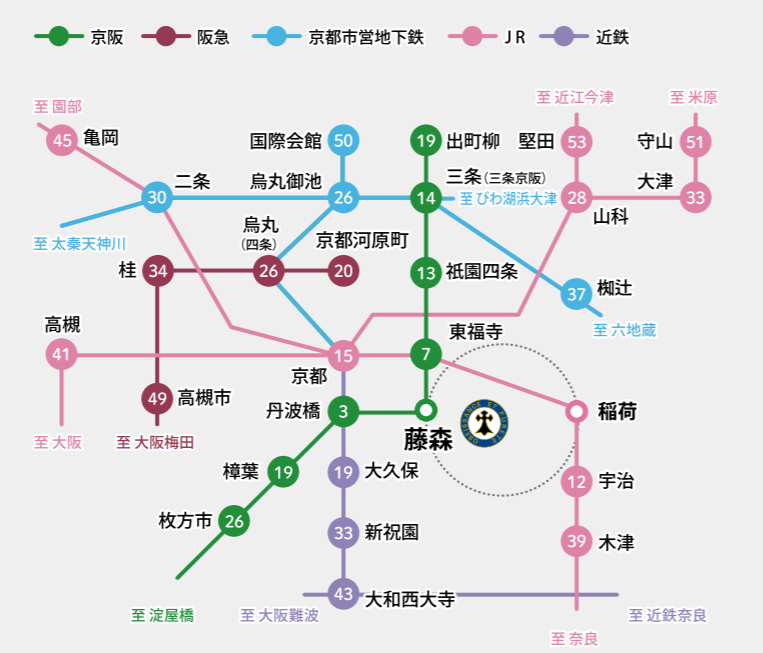 京阪 阪急 京都市営地下鉄 JR 近鉄
至 園部 至 近江今津 至 米原
45 亀岡 国際会館 50 19 出町柳 堅田 53 守山 51
二条 烏丸御池 三条(三条京阪) 大津
30 26 14 至 びわ湖浜大津 28 33
山科
烏丸 京都河原町
(四条)
至 太秦天神川
桂 34 26 20 13 祇園四条
37 椥辻
高槻 東福寺 至 六地蔵
41 15 7
京都
49 高槻市 丹波橋 3 稲荷
至 大阪 至 大阪梅田 藤森
樟葉 19 19 大久保 12 宇治
枚方市 26 33 新祝園 39 木津
43 大和西大寺
至 淀屋橋 至 大阪難波 至 近鉄奈良
至 奈良